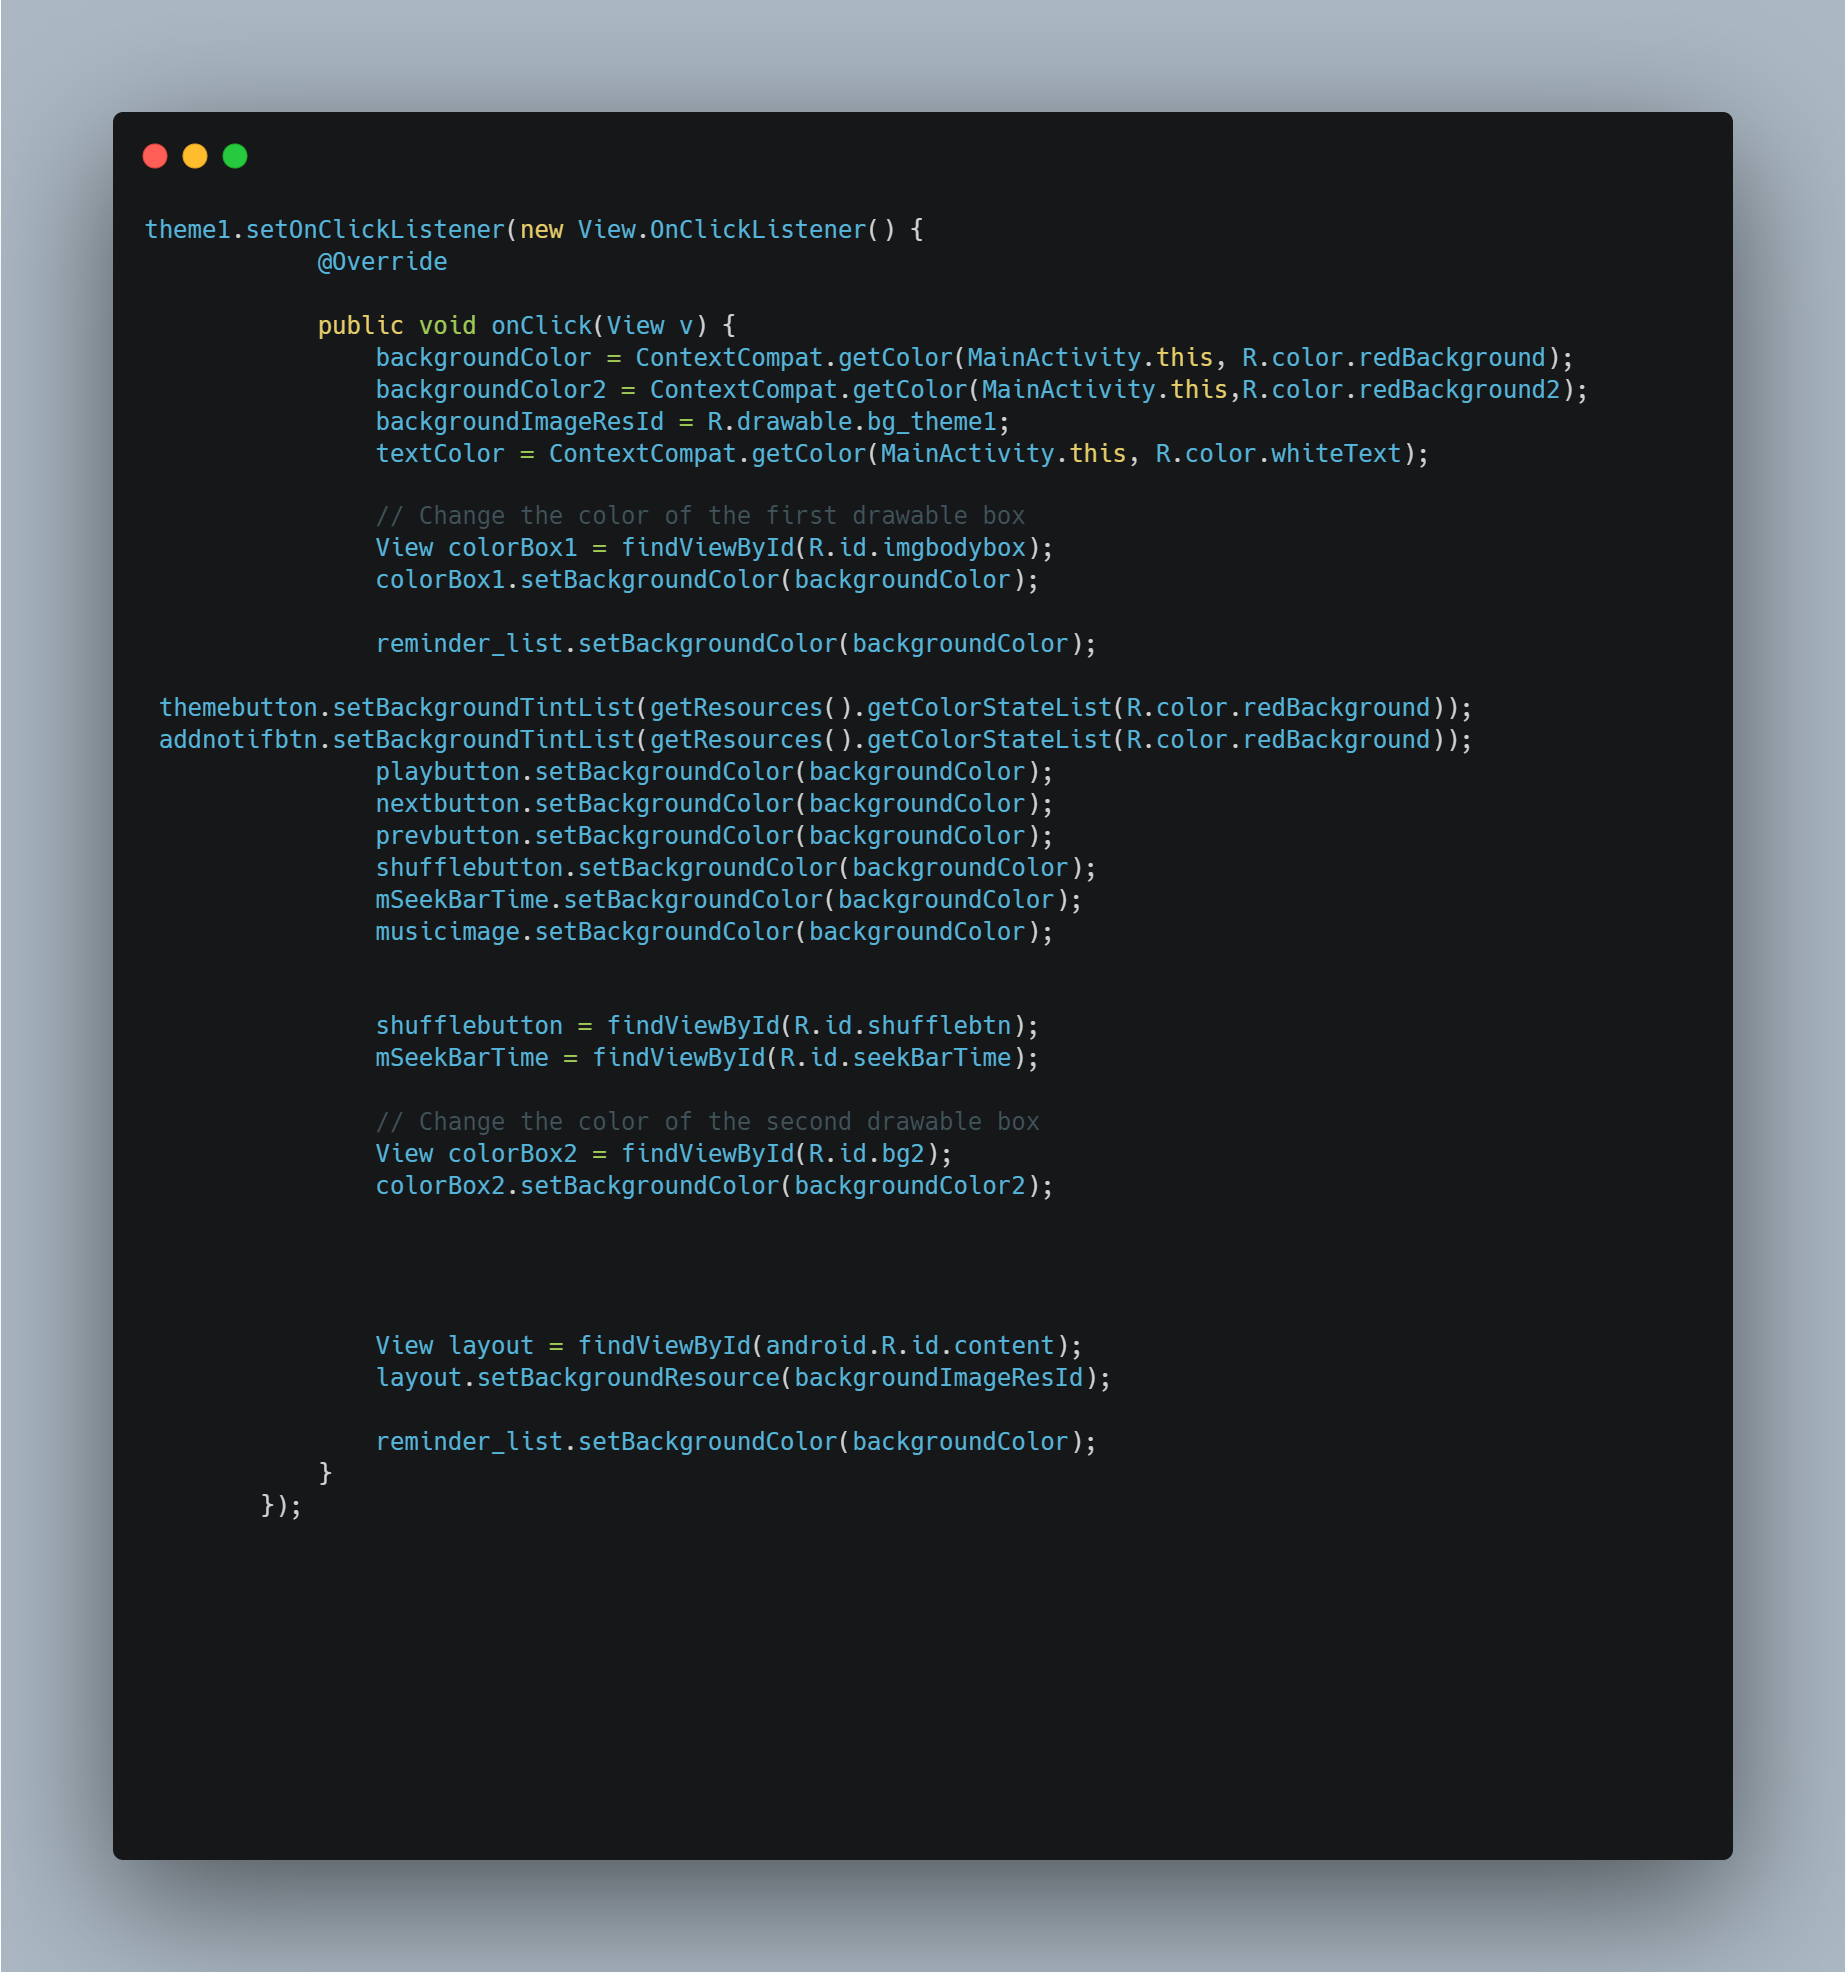 theme1.setOnClickListener(new View.OnClickListener() {
            @Override

            public void onClick(View v) {
                backgroundColor = ContextCompat.getColor(MainActivity.this, R.color.redBackground);
                backgroundColor2 = ContextCompat.getColor(MainActivity.this,R.color.redBackground2);
                backgroundImageResId = R.drawable.bg_theme1;
                textColor = ContextCompat.getColor(MainActivity.this, R.color.whiteText);

                // Change the color of the first drawable box
                View colorBox1 = findViewById(R.id.imgbodybox);
                colorBox1.setBackgroundColor(backgroundColor);

                reminder_list.setBackgroundColor(backgroundColor);

 themebutton.setBackgroundTintList(getResources().getColorStateList(R.color.redBackground));
 addnotifbtn.setBackgroundTintList(getResources().getColorStateList(R.color.redBackground));
                playbutton.setBackgroundColor(backgroundColor);
                nextbutton.setBackgroundColor(backgroundColor);
                prevbutton.setBackgroundColor(backgroundColor);
                shufflebutton.setBackgroundColor(backgroundColor);
                mSeekBarTime.setBackgroundColor(backgroundColor);
                musicimage.setBackgroundColor(backgroundColor);


                shufflebutton = findViewById(R.id.shufflebtn);
                mSeekBarTime = findViewById(R.id.seekBarTime);

                // Change the color of the second drawable box
                View colorBox2 = findViewById(R.id.bg2);
                colorBox2.setBackgroundColor(backgroundColor2);




                View layout = findViewById(android.R.id.content);
                layout.setBackgroundResource(backgroundImageResId);

                reminder_list.setBackgroundColor(backgroundColor);
            }
        });